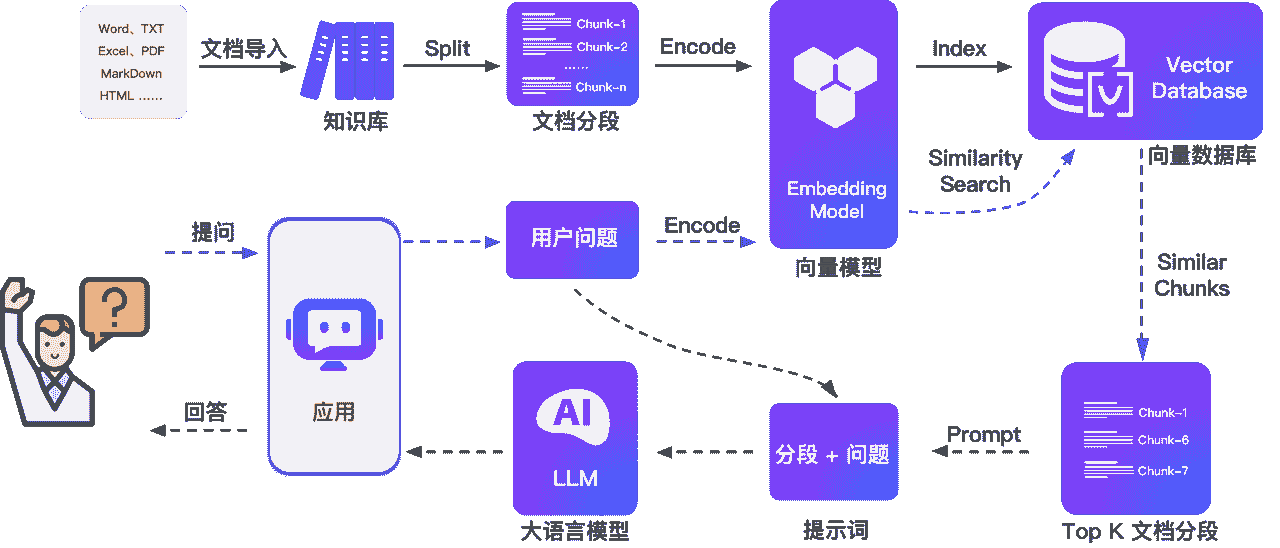 Word、TXT
Excel、PDF
MarkDown
HTML ......
文档导入
知识库
Split
Chunk-1
Chunk-2
......
Chunk-n
文档分段
Encode
Embedding
Model
向量模型
Index
Vector
Database
向量数据库
Similarity
Search
提问
应用
用户问题
Encode
Similar
Chunks
Chunk-1
Chunk-6
Chunk-7
Top K 文档分段
Prompt
分段 + 问题
提示词
AI
LLM
大语言模型
回答
?